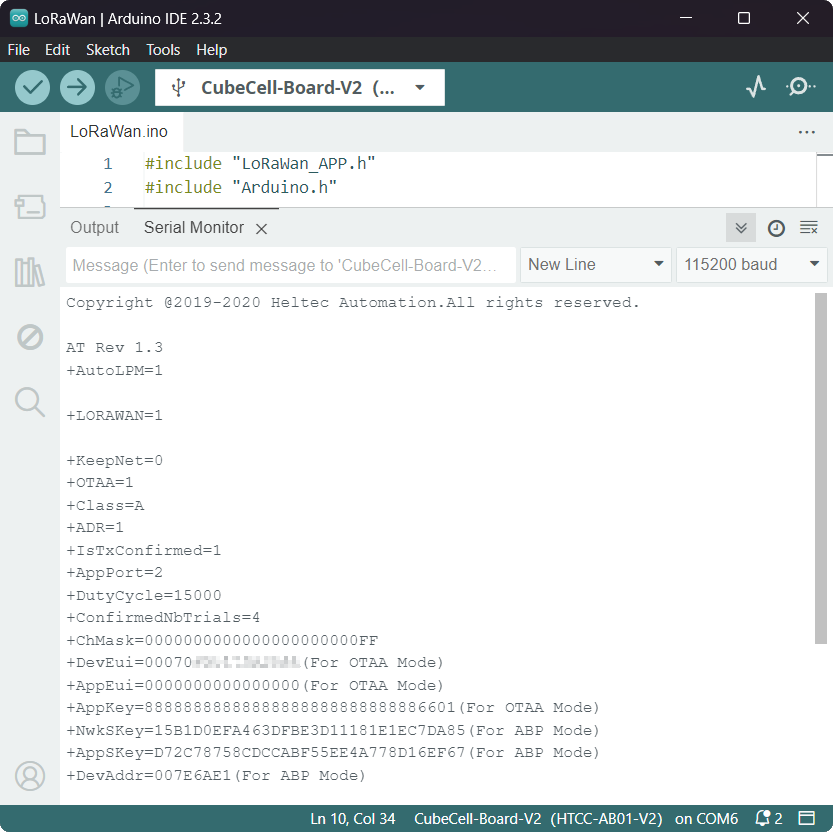 LoRaWan | Arduino IDE 2.3.2
File Edit Sketch Tools Help
CubeCell-Board-V2 (...
LoRaWan.ino
1 #include "LoRaWan_APP.h"
2 #include "Arduino.h"
Output Serial Monitor
Message (Enter to send message to 'CubeCell-Board-V2...
New Line
115200 baud
Copyright @2019-2020 Heltec Automation.All rights reserved.
AT Rev 1.3
+AutoLPM=1
+LORAWAN=1
+KeepNet=0
+OTAA=1
+Class=A
+ADR=1
+IsTxConfirmed=1
+AppPort=2
+DutyCycle=15000
+ConfirmedNbTrials=4
+ChMask=0000000000000000000000FF
+DevEui=00070 (For OTAA Mode)
+AppEui=0000000000000000(For OTAA Mode)
+AppKey=88888888888888888888888888886601(For OTAA Mode)
+NwkSKey=15B1D0EFA463DFBE3D11181E1EC7DA85(For ABP Mode)
+AppSKey=D72C78758CDCCABF55EE4A778D16EF67(For ABP Mode)
+DevAddr=007E6AE1(For ABP Mode)
Ln 10, Col 34 CubeCell-Board-V2 (HTCC-AB01-V2) on COM6 2